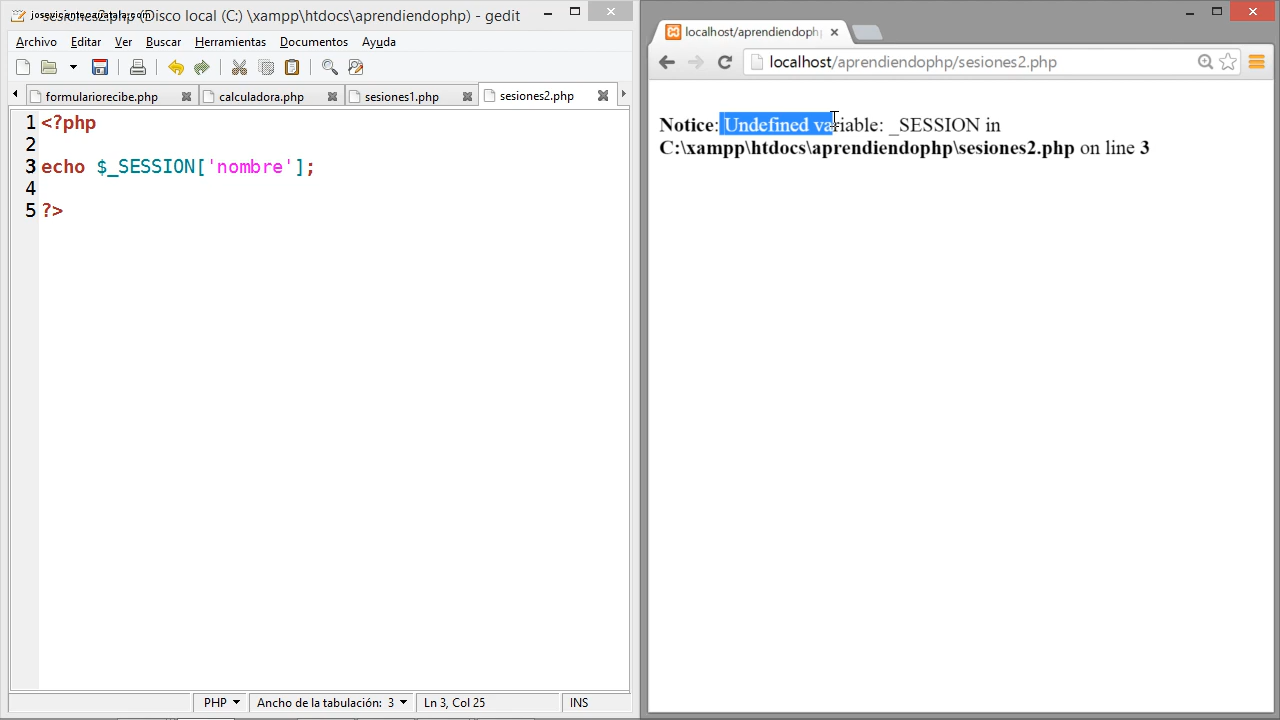 (Disco local (C:) \xampp\htdocs\aprendiendophp) - gedit
Archivo Editar Ver Buscar Herramientas Documentos Ayuda
formulariorecibe.php calculadora.php sesiones1.php sesiones2.php
1 <?php
2
3 echo $_SESSION['nombre'];
4
5 ?>
PHP Ancho de la tabulación: 3 Ln 3, Col 25 INS
localhost/aprendiendoph
localhost/aprendiendophp/sesiones2.php
Notice: Undefined variable: _SESSION in
C:\xampp\htdocs\aprendiendophp\sesiones2.php on line 3